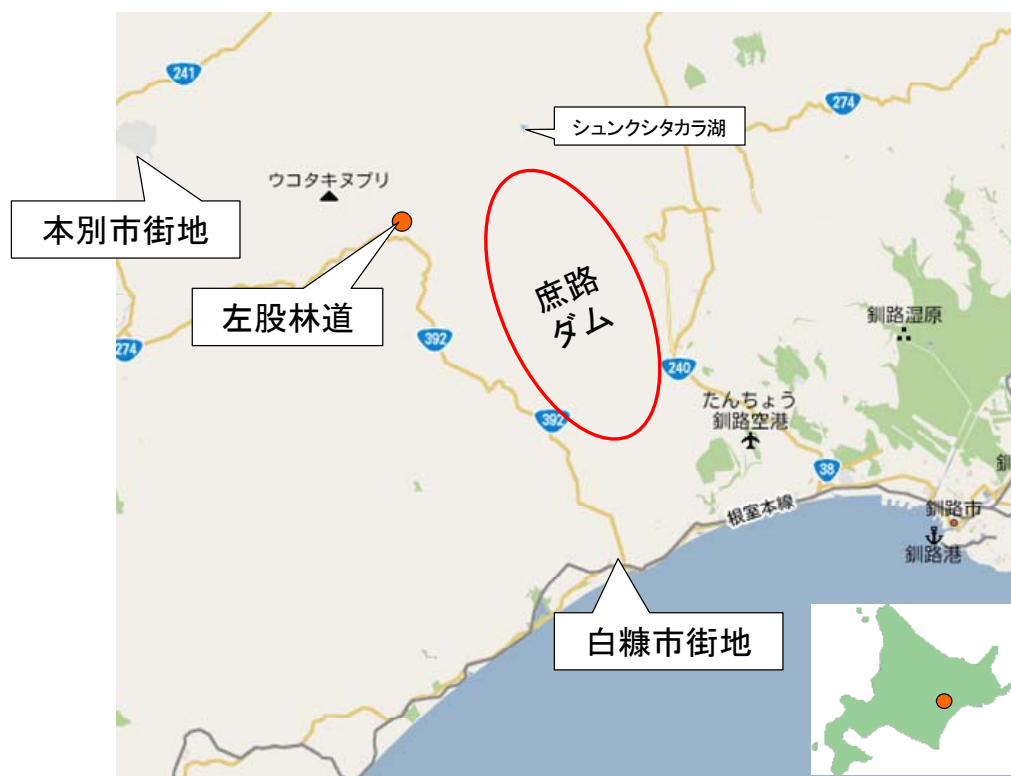 241
274
シュンクシタカラ湖
ウコタキヌプリ
本別市街地
左股林道
庶路
ダム
釧路湿原
392
274
240
たんちょう
釧路空港
392
38
釧
根室本線
釧路市
釧路港
白糠市街地